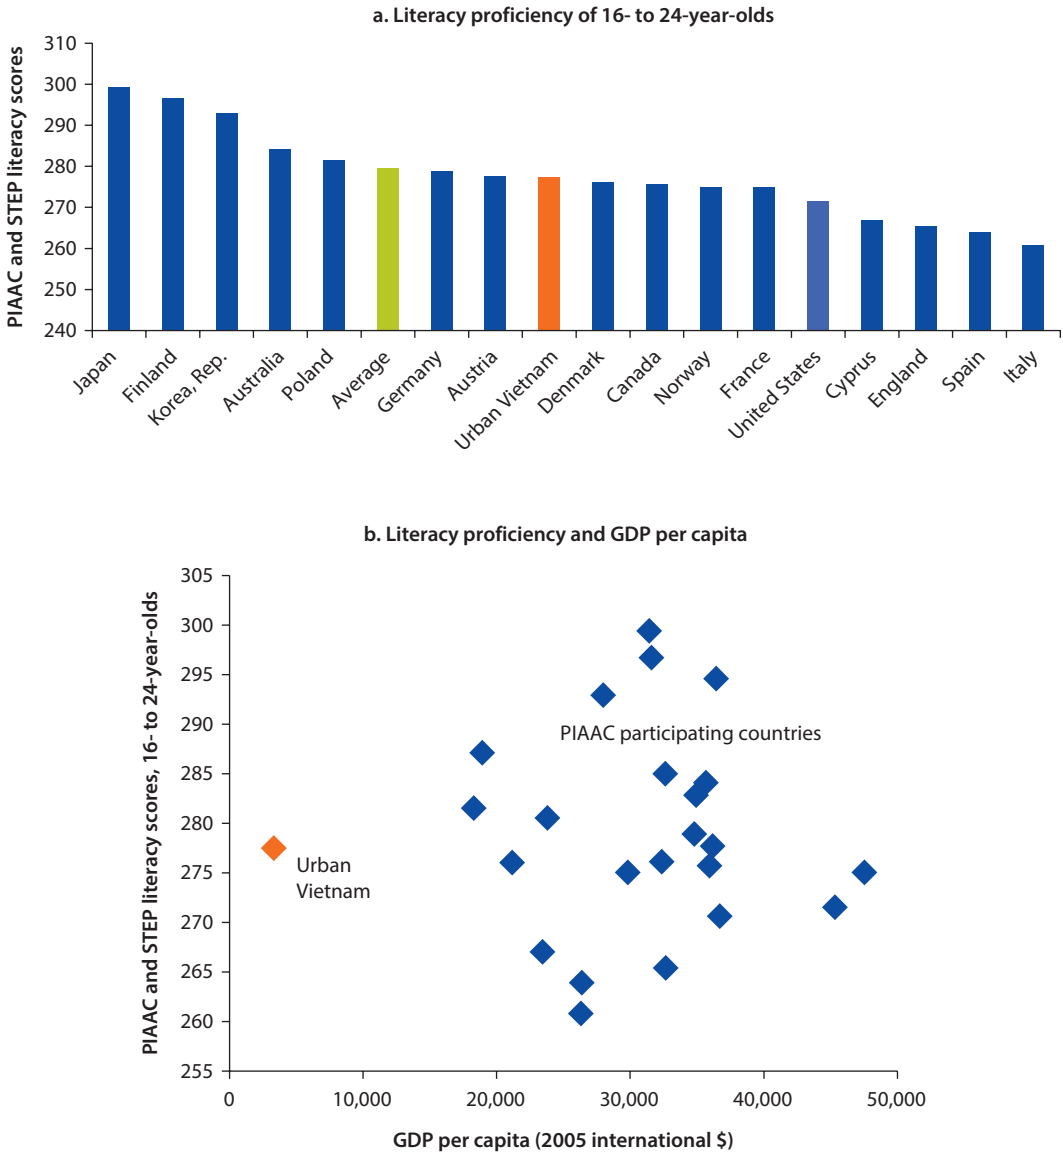 a. Literacy proficiency of 16- to 24-year-olds
PIAAC and STEP literacy scores
310
300
290
280
270
260
250
240
Japan
Finland
Korea, Rep.
Australia
Poland
Average
Germany
Austria
Urban Vietnam
Denmark
Canada
Norway
France
United States
Cyprus
England
Spain
Italy
b. Literacy proficiency and GDP per capita
PIAAC and STEP literacy scores, 16- to 24-year-olds
305
300
295
290
285
280
275
270
265
260
255
PIAAC participating countries
Urban
Vietnam
0
10,000
20,000
30,000
40,000
50,000
GDP per capita (2005 international $)